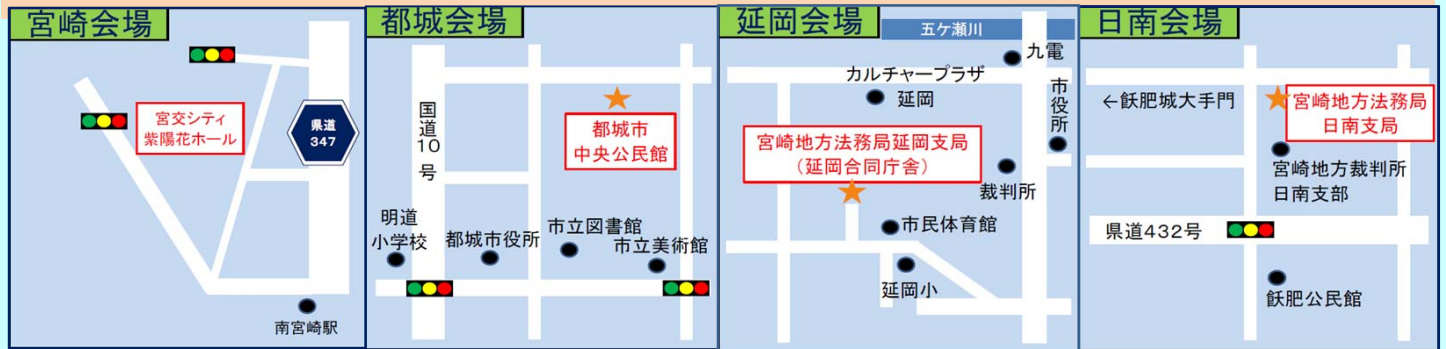 宮崎会場
宮交シティ
紫陽花ホール
県道
347
南宮崎駅
都城会場
国道10号
都城市
中央公民館
明道
小学校
都城市役所
市立図書館
市立美術館
延岡会場
五ケ瀬川
九電
カルチャープラザ
延岡
市役所
宮崎地方法務局延岡支局
(延岡合同庁舎)
裁判所
市民体育館
延岡小
日南会場
←飫肥城大手門
宮崎地方法務局
日南支局
宮崎地方裁判所
日南支部
県道432号
飫肥公民館